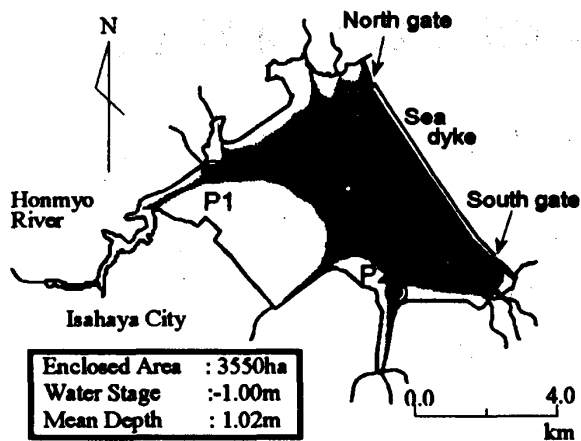 North gate
N
Sea
dyke
P1
Honmyo
River
South gate
P
Isahaya City
Enclosed Area : 3550ha
Water Stage :-1.00m
Mean Depth : 1.02m
0.0 4.0
km